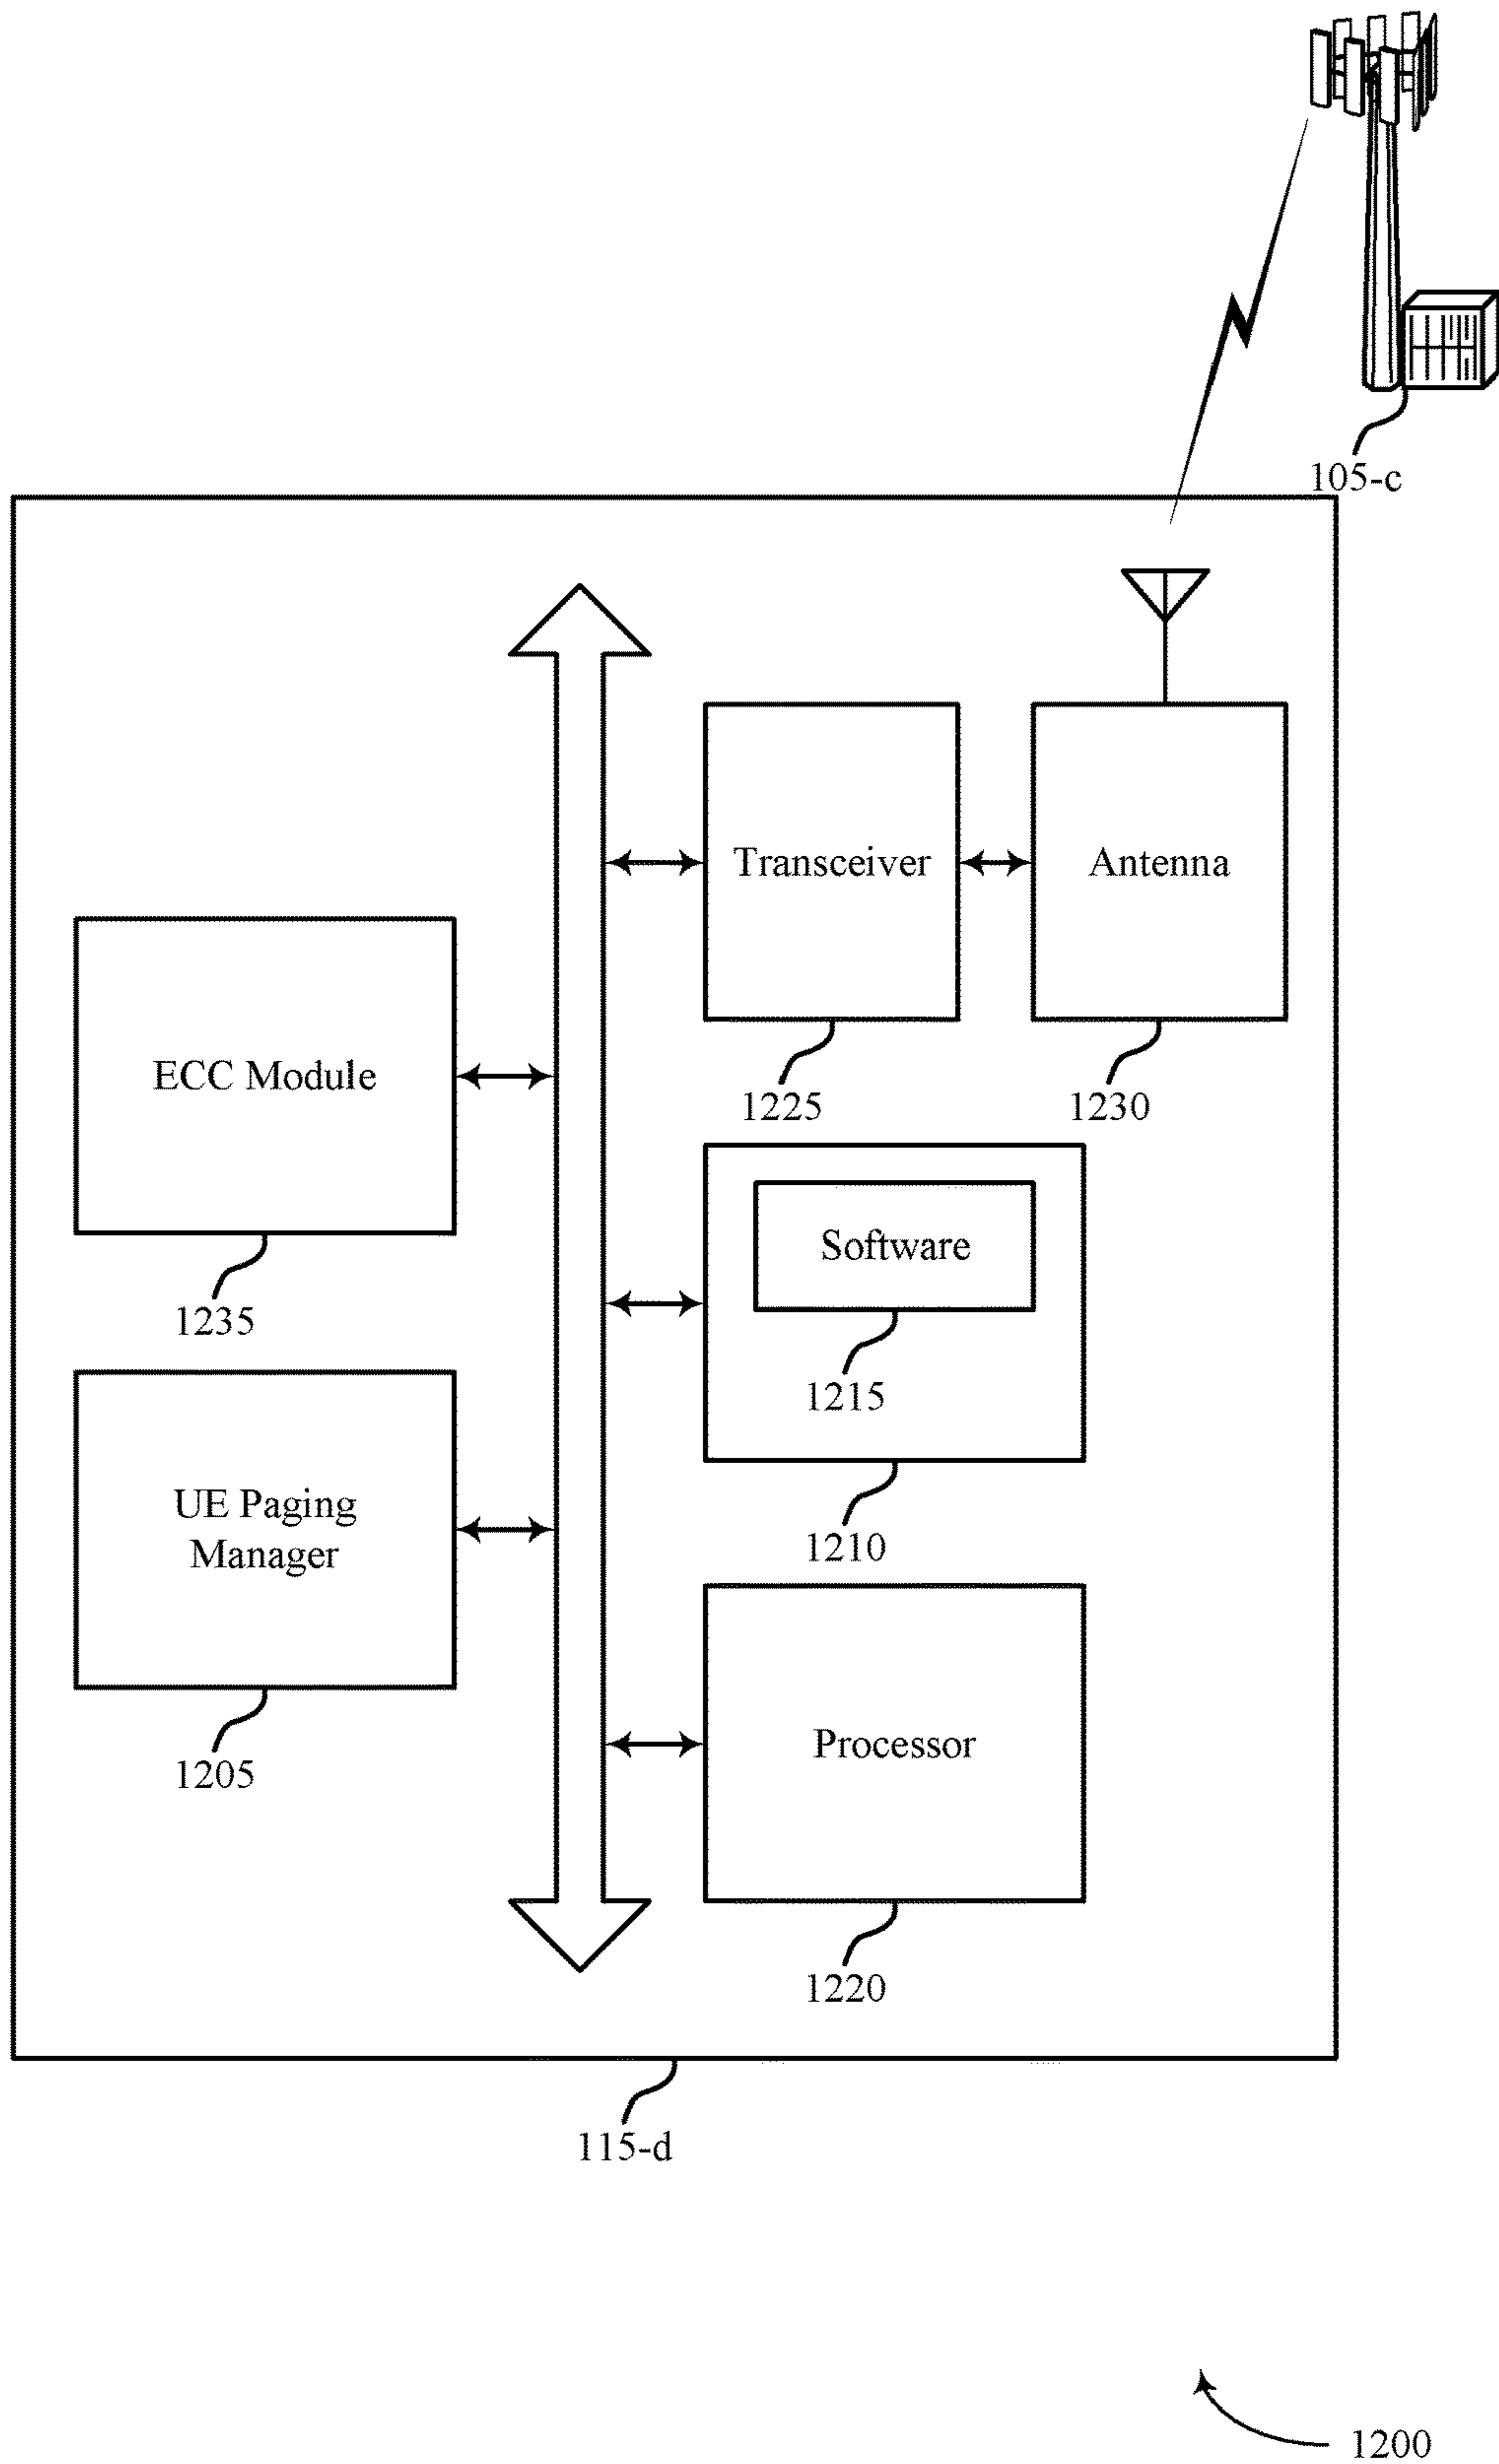 105-c
Transceiver
Antenna
1225
1230
ECC Module
1235
Software
1215
1210
UE Paging
Manager
1205
Processor
1220
115-d
1200